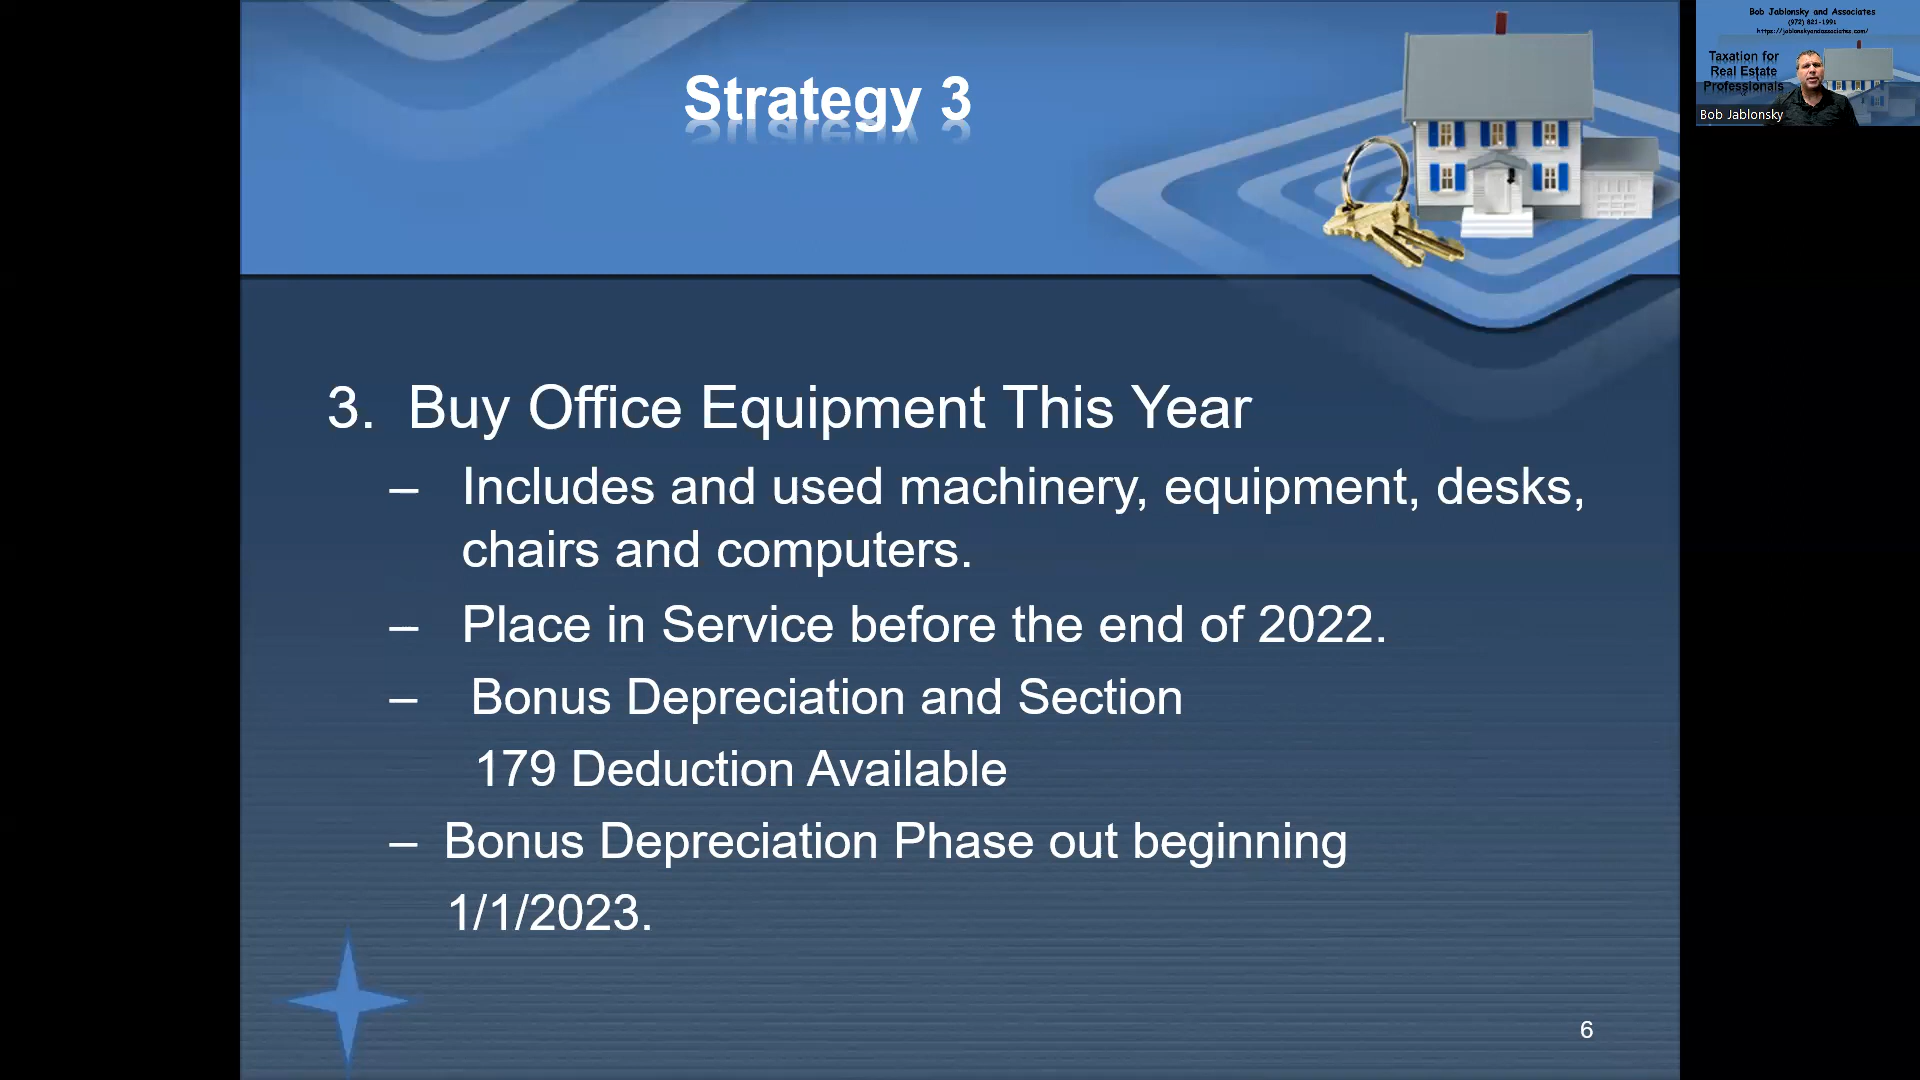 Strategy 3
3. Buy Office Equipment This Year
– Includes and used machinery, equipment, desks,
chairs and computers.
– Place in Service before the end of 2022.
– Bonus Depreciation and Section
179 Deduction Available
– Bonus Depreciation Phase out beginning
1/1/2023.
6
Bob Jablonsky and Associates
(972) 821-1991
https://jablonskyandassociates.com/
Taxation for
Real Estate
Professionals
Bob Jablonsky